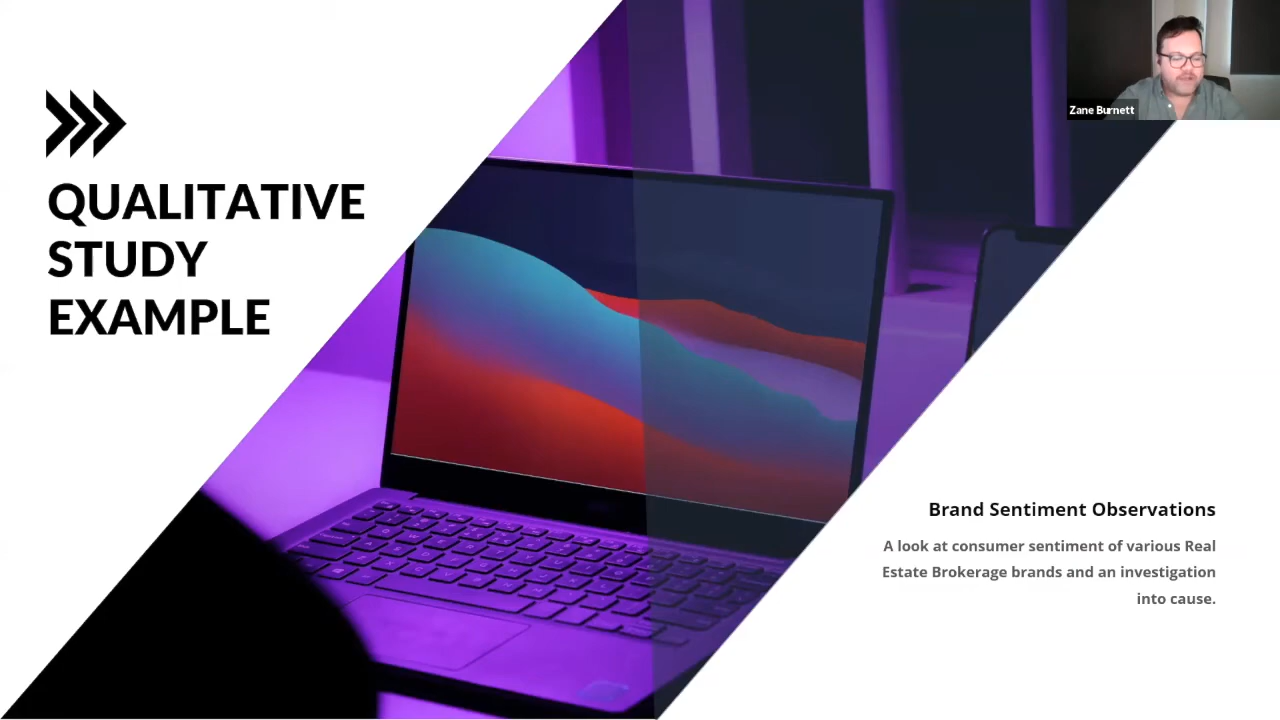 Zane Burnett
QUALITATIVE
STUDY
EXAMPLE
Brand Sentiment Observations
A look at consumer sentiment of various Real
Estate Brokerage brands and an investigation
into cause.